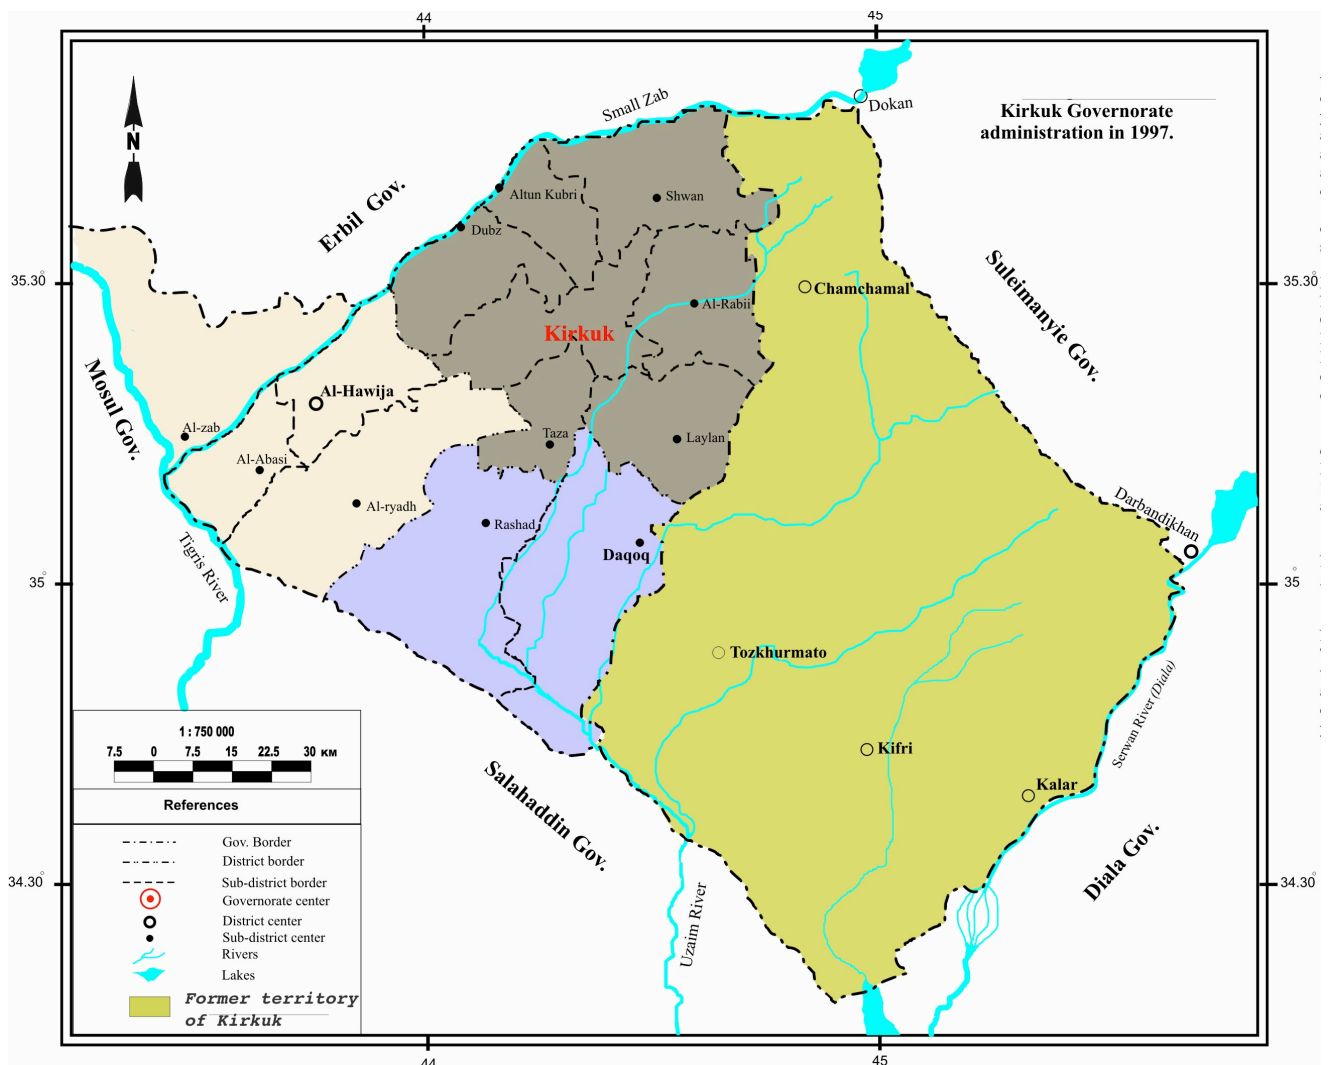 44
45
Kirkuk Governorate
administration in 1997.
N
Small Zab
Dokan
Erbil Gov.
Altun Kubri
Shwan
Dubz
35.30°
35.30°
Suleimanyie Gov.
Chamchamal
Al-Rabii
Kirkuk
Mosul Gov.
Al-Hawija
Al-zab
Taza
Laylan
Al-Abasi
Al-ryadh
Rashad
Darbandikhan
Daqoq
Tigris River
35°
35°
Tozkhurmato
Serwan River (Diala)
Kifri
Kalar
Salahaddin Gov.
Diala Gov.
34.30°
34.30°
Uzaim River
1 : 750 000
7.5 0 7.5 15 22.5 30 KM
References
Gov. Border
District border
Sub-district border
Governorate center
District center
Sub-district center
Rivers
Lakes
Former territory
of Kirkuk
44
45